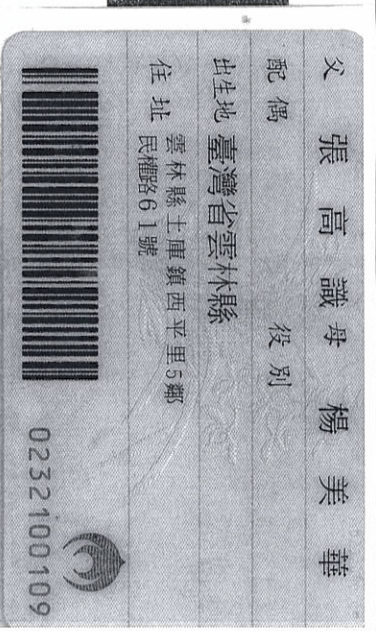 父 張高識 母 楊美華
配偶 役別
出生地 臺灣省雲林縣
住址 雲林縣土庫鎮西平里5鄰
民權路61號
0232100109